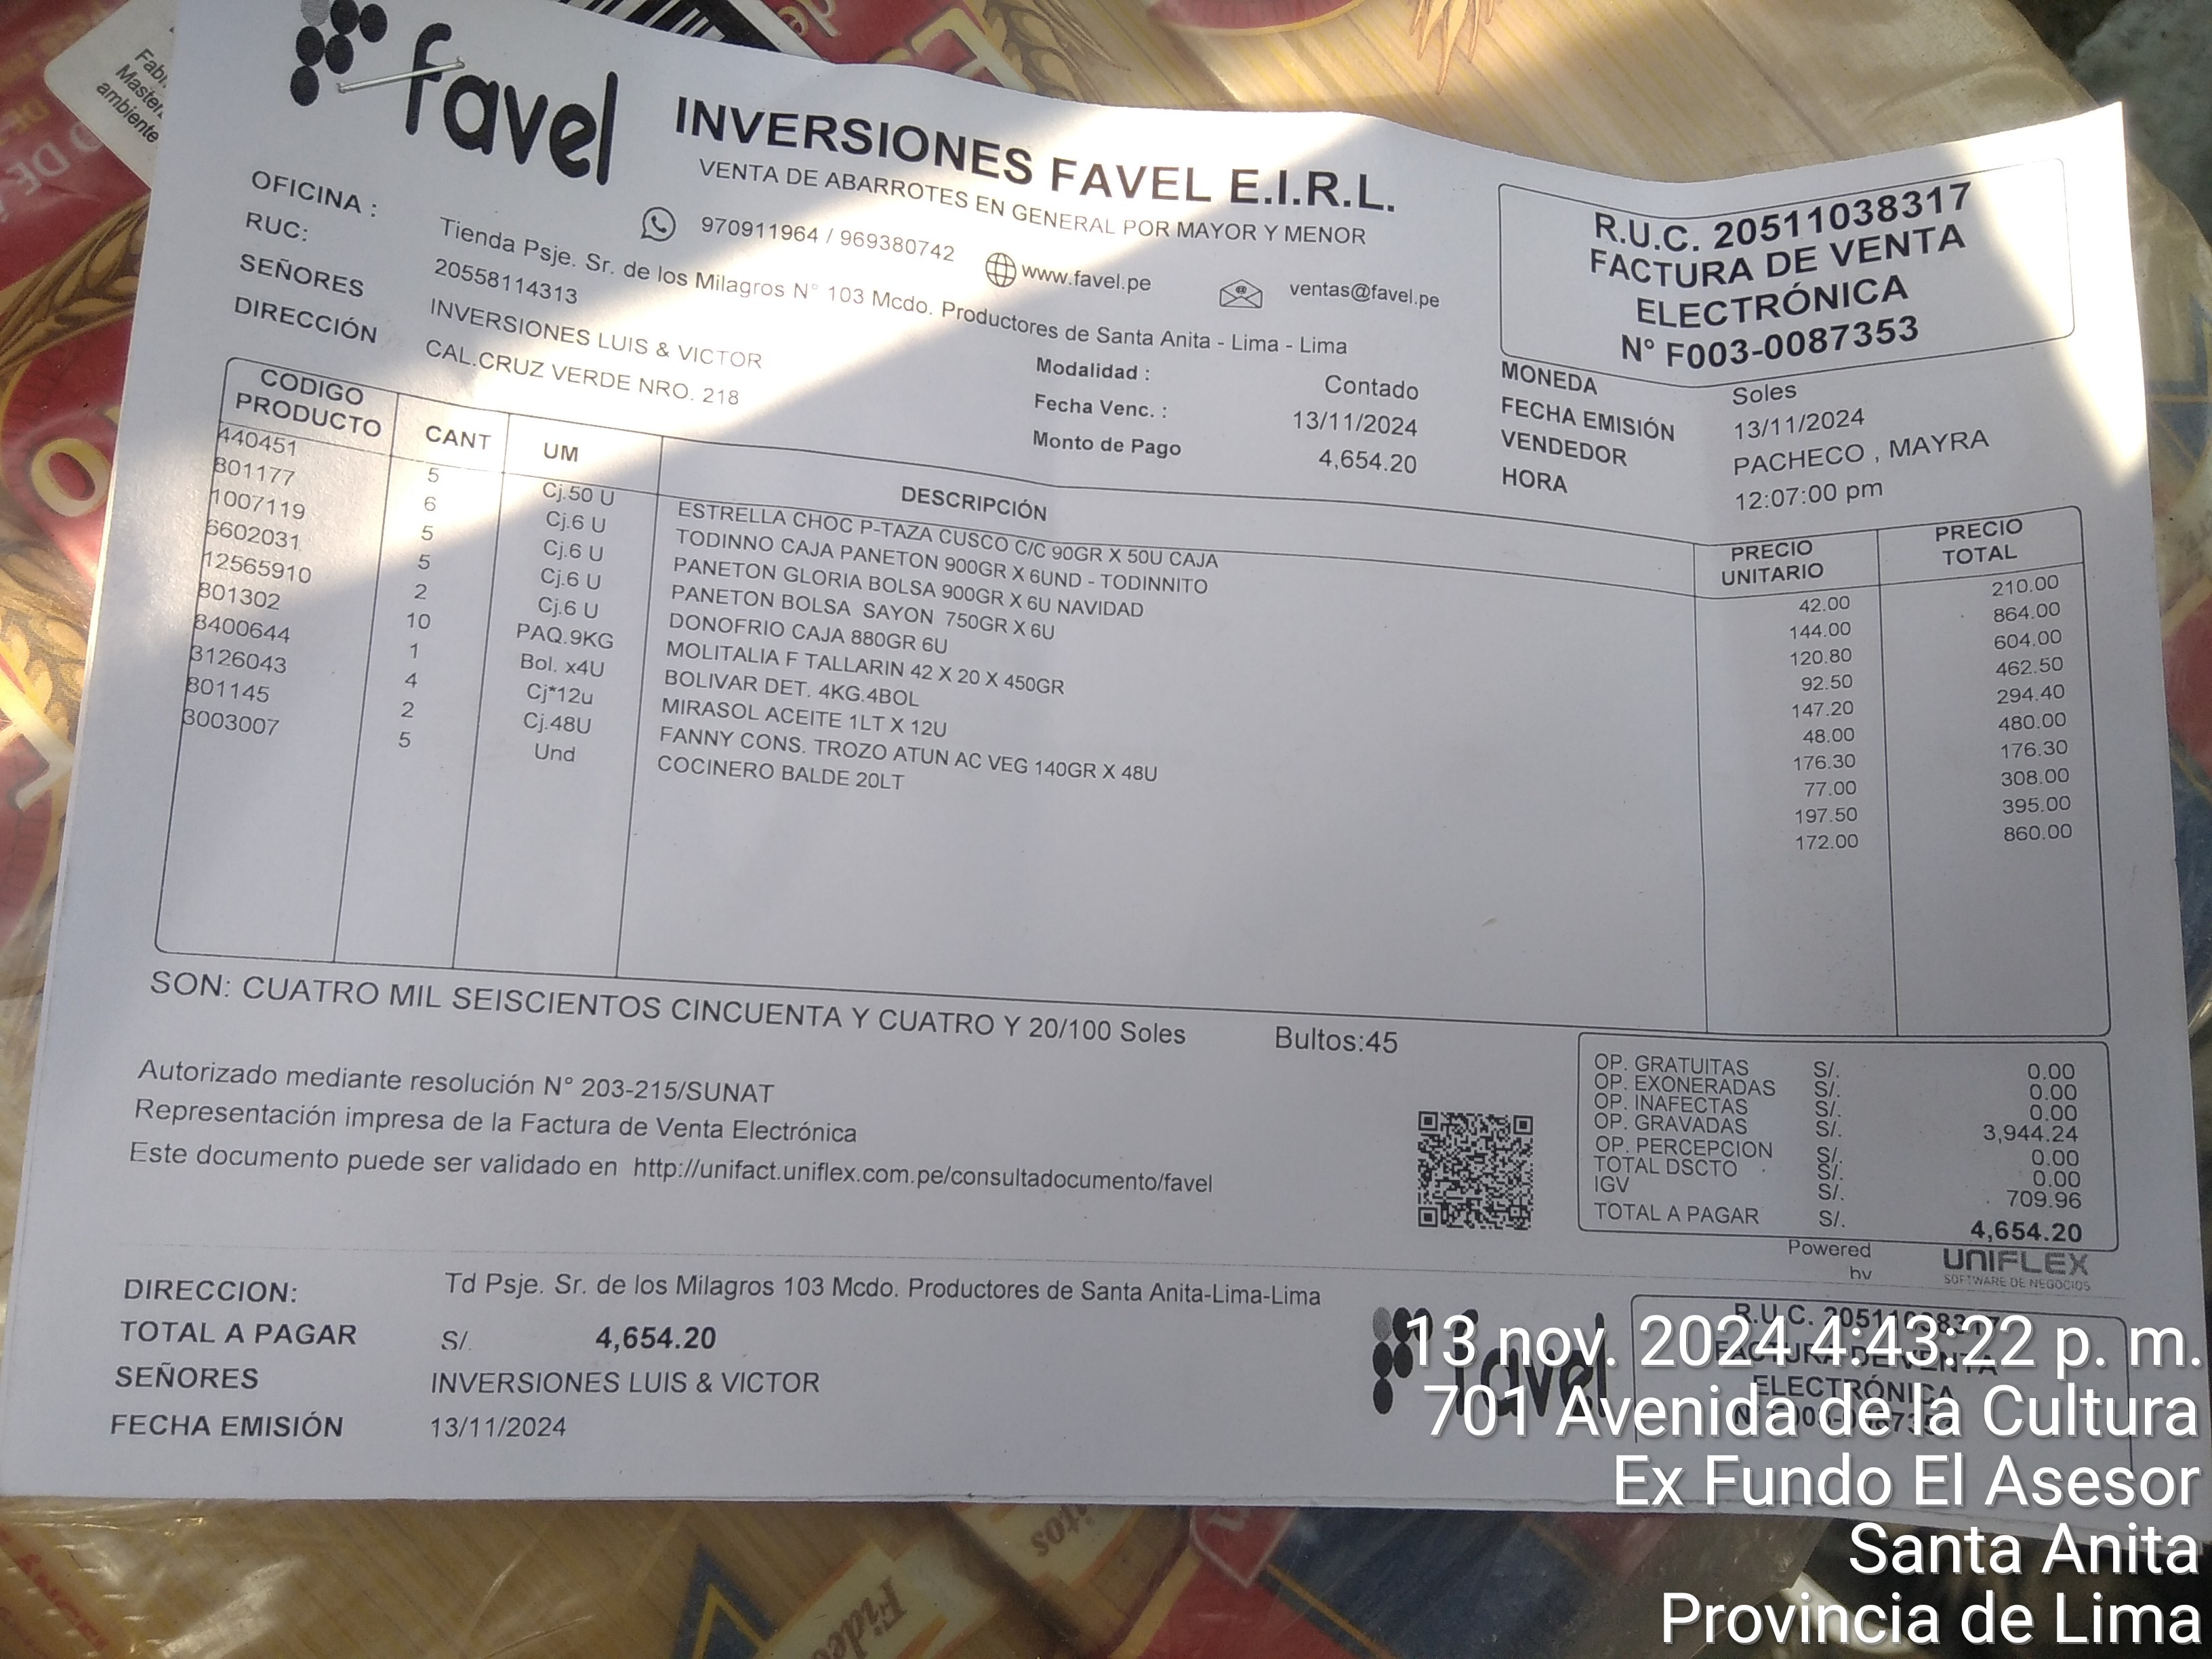 Fabri
Master
ambiente
favel
INVERSIONES FAVEL E.I.R.L.
VENTA DE ABARROTES EN GENERAL POR MAYOR Y MENOR
970911964 / 969380742 www.favel.pe ventas@favel.pe
R.U.C. 20511038317
FACTURA DE VENTA
ELECTRÓNICA
N° F003-0087353
OFICINA : Tienda Psje. Sr. de los Milagros N° 103 Mcdo. Productores de Santa Anita - Lima - Lima
RUC: 20558114313
SEÑORES INVERSIONES LUIS & VICTOR
DIRECCIÓN CAL.CRUZ VERDE NRO. 218
Modalidad : Contado
Fecha Venc. : 13/11/2024
Monto de Pago 4,654.20
MONEDA Soles
FECHA EMISIÓN 13/11/2024
VENDEDOR PACHECO , MAYRA
HORA 12:07:00 pm
CODIGO PRODUCTO CANT UM DESCRIPCIÓN PRECIO UNITARIO PRECIO TOTAL
440451 5 Cj.50 U ESTRELLA CHOC P-TAZA CUSCO C/C 90GR X 50U CAJA 42.00 210.00
801177 6 Cj.6 U TODINNO CAJA PANETON 900GR X 6UND - TODINNITO 144.00 864.00
1007119 5 Cj.6 U PANETON GLORIA BOLSA 900GR X 6U NAVIDAD 120.80 604.00
6602031 5 Cj.6 U PANETON BOLSA SAYON 750GR X 6U 92.50 462.50
12565910 2 Cj.6 U DONOFRIO CAJA 880GR 6U 147.20 294.40
801302 10 PAQ.9KG MOLITALIA F TALLARIN 42 X 20 X 450GR 48.00 480.00
3400644 1 Bol. x4U BOLIVAR DET. 4KG.4BOL 176.30 176.30
3126043 4 Cj*12u MIRASOL ACEITE 1LT X 12U 77.00 308.00
801145 2 Cj.48U FANNY CONS. TROZO ATUN AC VEG 140GR X 48U 197.50 395.00
3003007 5 Und COCINERO BALDE 20LT 172.00 860.00
SON: CUATRO MIL SEISCIENTOS CINCUENTA Y CUATRO Y 20/100 Soles Bultos:45
Autorizado mediante resolución N° 203-215/SUNAT
Representación impresa de la Factura de Venta Electrónica
Este documento puede ser validado en http://unifact.uniflex.com.pe/consultadocumento/favel
OP. GRATUITAS S/. 0.00
OP. EXONERADAS S/. 0.00
OP. INAFECTAS S/. 0.00
OP. GRAVADAS S/. 3,944.24
OP. PERCEPCION S/. 0.00
TOTAL DSCTO S/. 0.00
IGV S/. 709.96
TOTAL A PAGAR S/. 4,654.20
Powered by UNIFLEX
SOFTWARE DE NEGOCIOS
DIRECCION: Td Psje. Sr. de los Milagros 103 Mcdo. Productores de Santa Anita-Lima-Lima
TOTAL A PAGAR S/. 4,654.20
SEÑORES INVERSIONES LUIS & VICTOR
FECHA EMISIÓN 13/11/2024
favel
R.U.C. 20511038317
FACTURA DE VENTA
ELECTRÓNICA
13 nov. 2024 4:43:22 p. m.
701 Avenida de la Cultura
Ex Fundo El Asesor
Santa Anita
Provincia de Lima